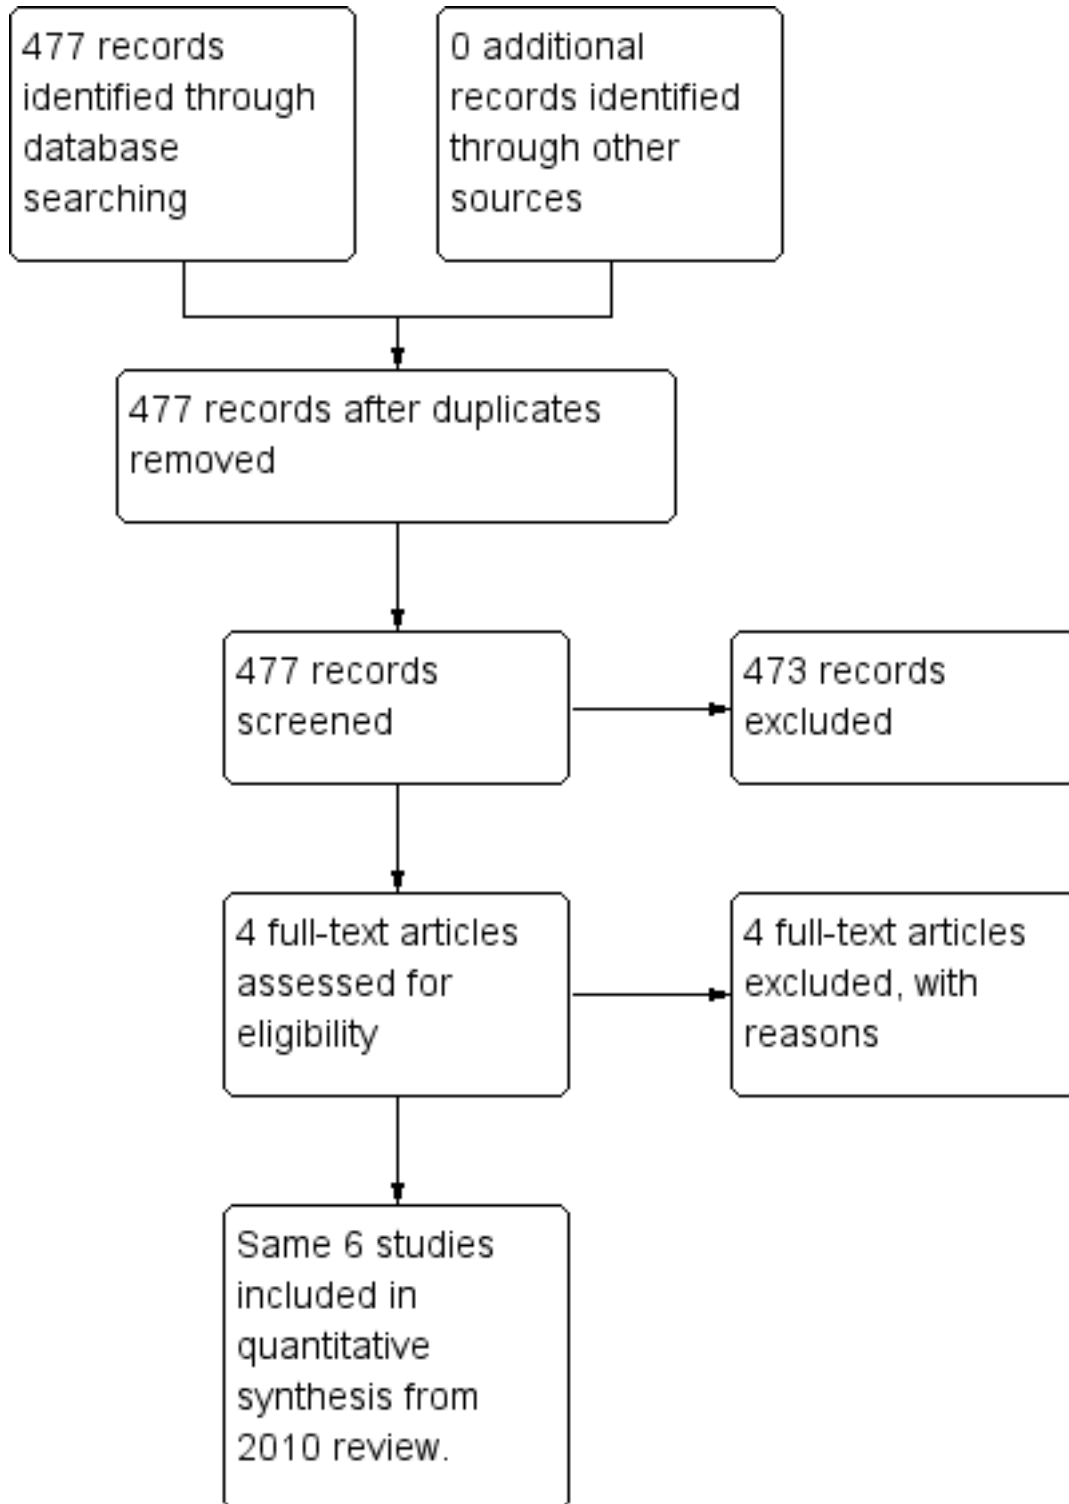 477 records
identified through
database
searching
0 additional
records identified
through other
sources
477 records after duplicates
removed
477 records
screened
473 records
excluded
4 full-text articles
assessed for
eligibility
4 full-text articles
excluded, with
reasons
Same 6 studies
included in
quantitative
synthesis from
2010 review.